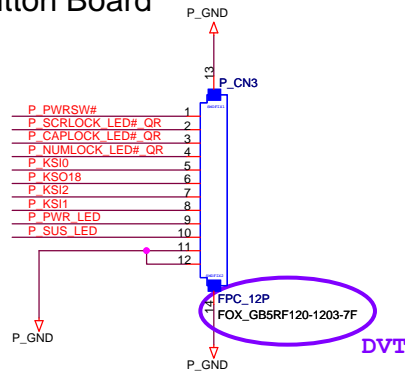 tton Board
P_GND
13
P_CN3
P_PWRSW# 1
P_SCRLOCK_LED#_QR 2
P_CAPLOCK_LED#_QR 3
P_NUMLOCK_LED#_QR 4
P_KSI0 5
P_KSO18 6
P_KSI2 7
P_KSI1 8
P_PWR_LED 9
P_SUS_LED 10
11
12
14
FPC_12P
FOX_GB5RF120-1203-7F
P_GND
DVT
P_GND